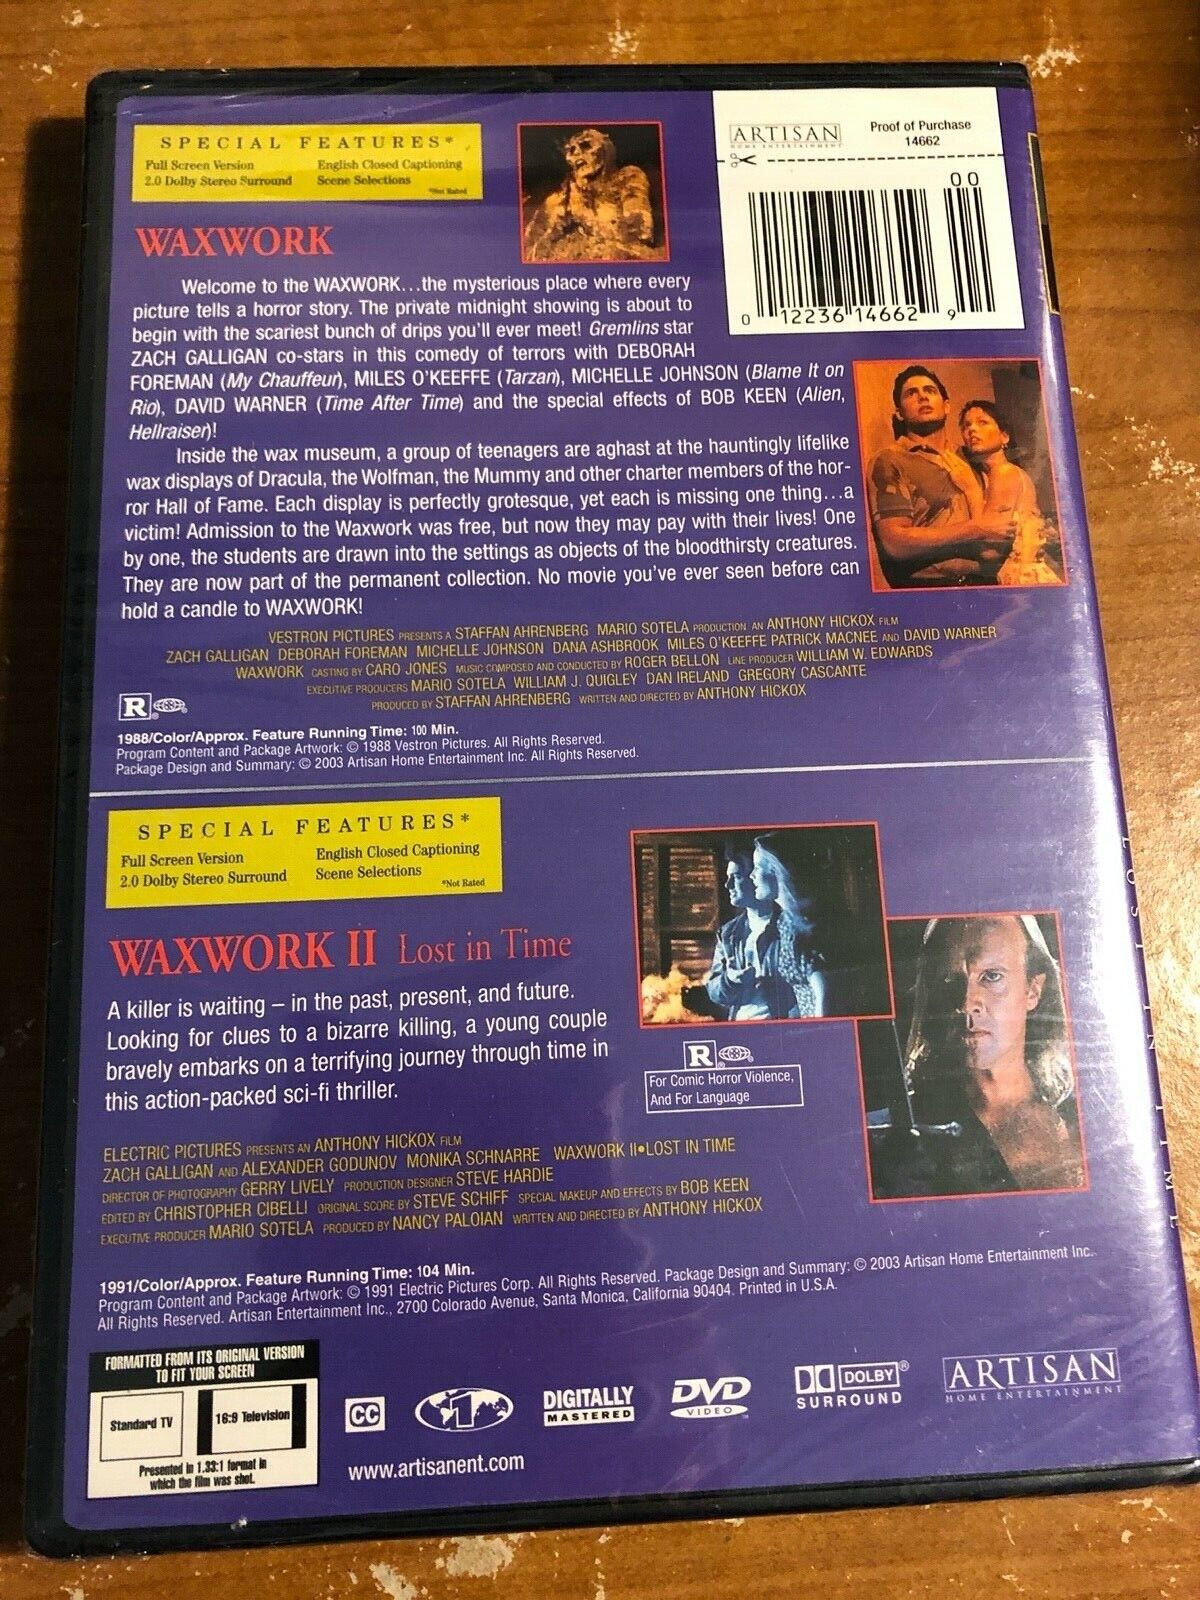 SPECIAL FEATURES*
Full Screen Version English Closed Captioning
2.0 Dolby Stereo Surround Scene Selections
*Not Rated
ARTISAN
HOME ENTERTAINMENT
Proof of Purchase
14662
00
0 12236 14662 9
WAXWORK
Welcome to the WAXWORK...the mysterious place where every
picture tells a horror story. The private midnight showing is about to
begin with the scariest bunch of drips you'll ever meet! Gremlins star
ZACH GALLIGAN co-stars in this comedy of terrors with DEBORAH
FOREMAN (My Chauffeur), MILES O'KEEFFE (Tarzan), MICHELLE JOHNSON (Blame It on
Rio), DAVID WARNER (Time After Time) and the special effects of BOB KEEN (Alien,
Hellraiser)!
Inside the wax museum, a group of teenagers are aghast at the hauntingly lifelike
wax displays of Dracula, the Wolfman, the Mummy and other charter members of the hor-
ror Hall of Fame. Each display is perfectly grotesque, yet each is missing one thing...a
victim! Admission to the Waxwork was free, but now they may pay with their lives! One
by one, the students are drawn into the settings as objects of the bloodthirsty creatures.
They are now part of the permanent collection. No movie you've ever seen before can
hold a candle to WAXWORK!
VESTRON PICTURES PRESENTS A STAFFAN AHRENBERG MARIO SOTELA PRODUCTION AN ANTHONY HICKOX FILM
ZACH GALLIGAN DEBORAH FOREMAN MICHELLE JOHNSON DANA ASHBROOK MILES O'KEEFFE PATRICK MACNEE AND DAVID WARNER
WAXWORK CASTING BY CARO JONES MUSIC COMPOSED AND CONDUCTED BY ROGER BELLON LINE PRODUCER WILLIAM W. EDWARDS
EXECUTIVE PRODUCERS MARIO SOTELA WILLIAM J. QUIGLEY DAN IRELAND GREGORY CASCANTE
PRODUCED BY STAFFAN AHRENBERG WRITTEN AND DIRECTED BY ANTHONY HICKOX
R
1988/Color/Approx. Feature Running Time: 100 Min.
Program Content and Package Artwork: © 1988 Vestron Pictures. All Rights Reserved.
Package Design and Summary: © 2003 Artisan Home Entertainment Inc. All Rights Reserved.
SPECIAL FEATURES*
Full Screen Version English Closed Captioning
2.0 Dolby Stereo Surround Scene Selections
*Not Rated
WAXWORK II Lost in Time
A killer is waiting – in the past, present, and future.
Looking for clues to a bizarre killing, a young couple
bravely embarks on a terrifying journey through time in
this action-packed sci-fi thriller.
R
For Comic Horror Violence,
And For Language
ELECTRIC PICTURES PRESENTS AN ANTHONY HICKOX FILM
ZACH GALLIGAN AND ALEXANDER GODUNOV MONIKA SCHNARRE WAXWORK II•LOST IN TIME
DIRECTOR OF PHOTOGRAPHY GERRY LIVELY PRODUCTION DESIGNER STEVE HARDIE
EDITED BY CHRISTOPHER CIBELLI ORIGINAL SCORE BY STEVE SCHIFF SPECIAL MAKEUP AND EFFECTS BY BOB KEEN
EXECUTIVE PRODUCER MARIO SOTELA PRODUCED BY NANCY PALOIAN WRITTEN AND DIRECTED BY ANTHONY HICKOX
1991/Color/Approx. Feature Running Time: 104 Min.
Program Content and Package Artwork: © 1991 Electric Pictures Corp. All Rights Reserved. Package Design and Summary: © 2003 Artisan Home Entertainment Inc.
All Rights Reserved. Artisan Entertainment Inc., 2700 Colorado Avenue, Santa Monica, California 90404. Printed in U.S.A.
FORMATTED FROM ITS ORIGINAL VERSION
TO FIT YOUR SCREEN
Standard TV 16:9 Television
Presented in 1.33:1 format in
which the film was shot.
CC
1
DIGITALLY
MASTERED
DVD
VIDEO
DOLBY®
SURROUND
ARTISAN
HOME ENTERTAINMENT
www.artisanent.com
LOST IN TIME